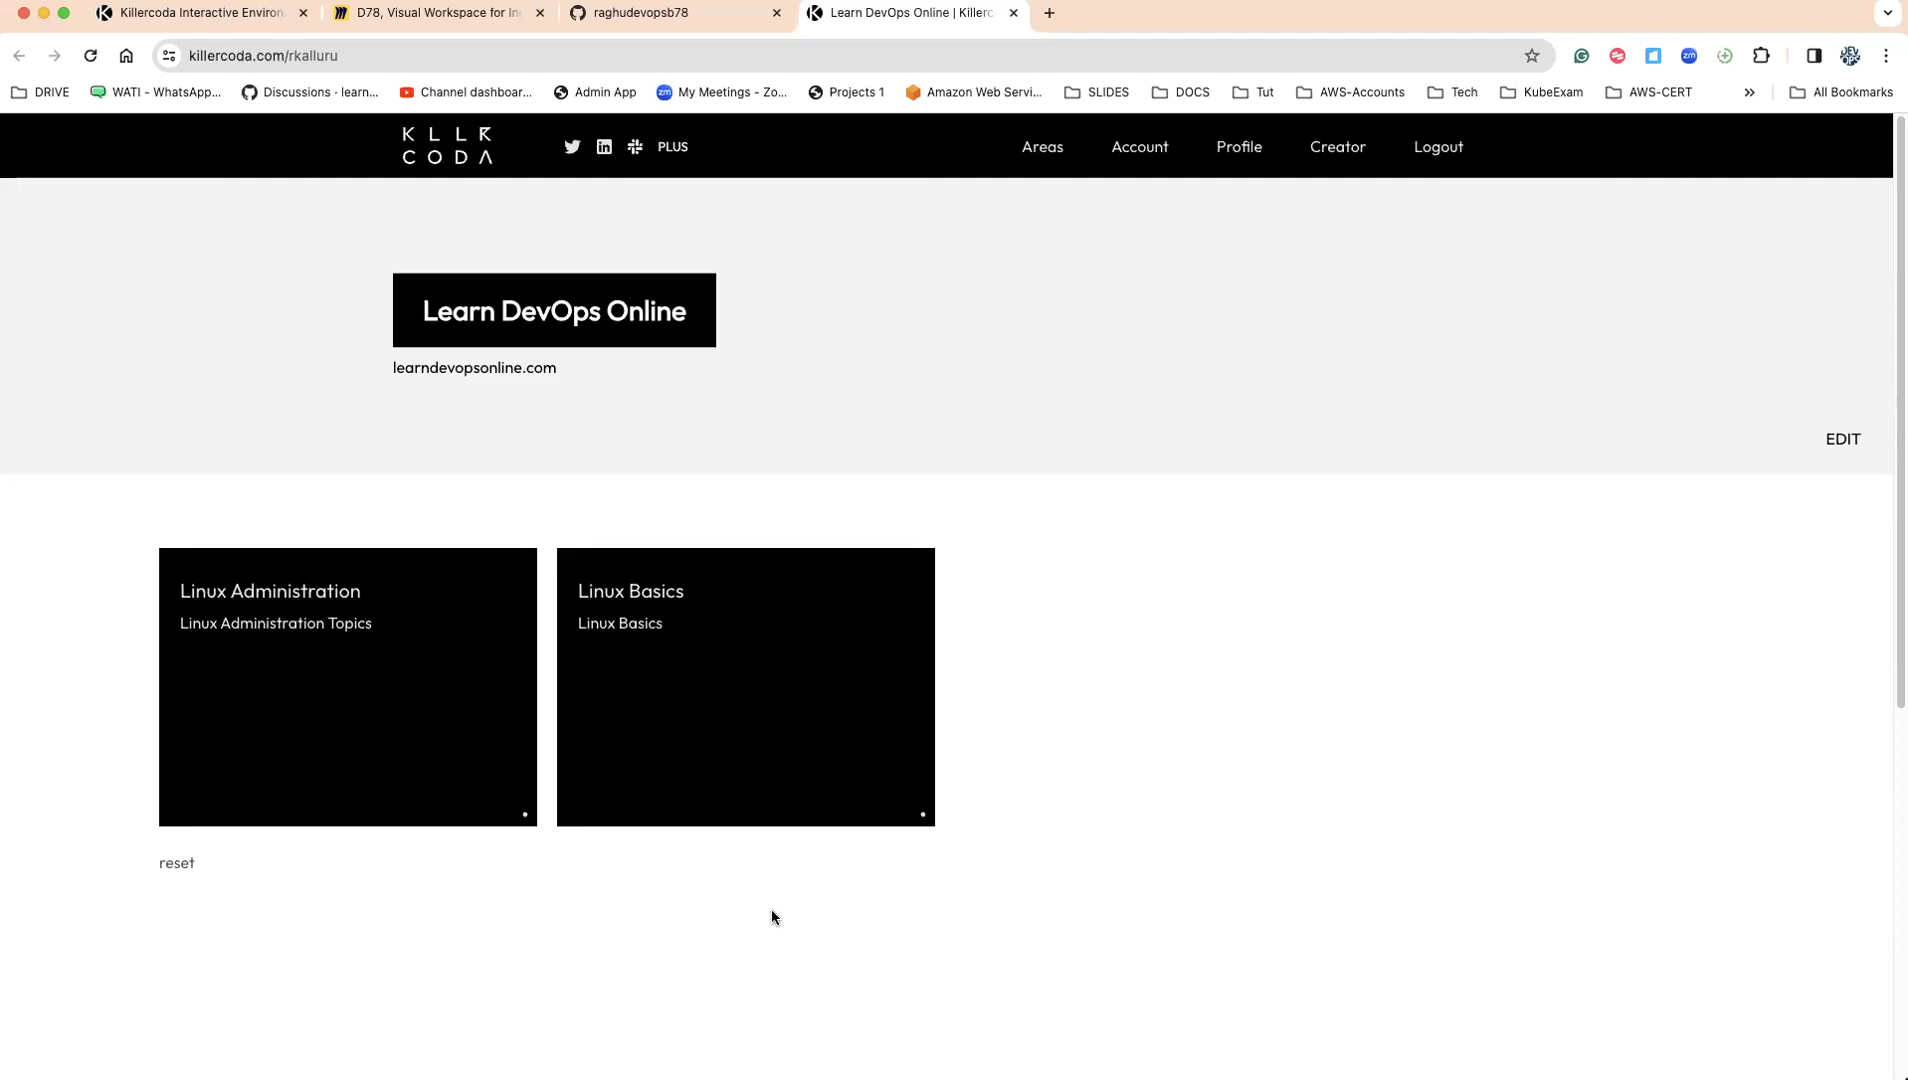 Killercoda Interactive Environ
D78, Visual Workspace for In
raghudevopsb78
Learn DevOps Online | Killerc
killercoda.com/rkalluru
DRIVE
WATI - WhatsApp...
Discussions · learn...
Channel dashboar...
Admin App
zm My Meetings - Zo...
Projects 1
Amazon Web Servi...
SLIDES
DOCS
Tut
AWS-Accounts
Tech
KubeExam
AWS-CERT
All Bookmarks
KLLR
CODA
PLUS
Areas
Account
Profile
Creator
Logout
Learn DevOps Online
learndevopsonline.com
EDIT
Linux Administration
Linux Administration Topics
Linux Basics
Linux Basics
reset